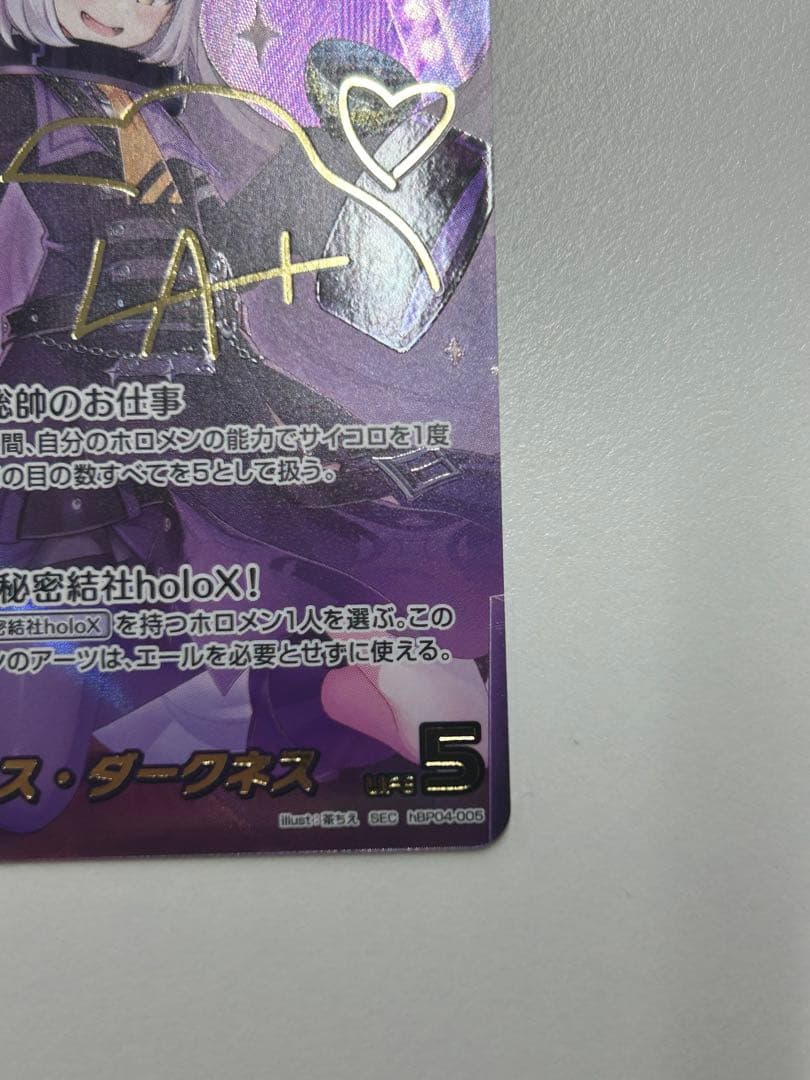 LA+
総帥のお仕事
間、自分のホロメンの能力でサイコロを1度
の目の数すべてを5として扱う。
秘密結社holoX!
密結社holoX を持つホロメン1人を選ぶ。この
ンのアーツは、エールを必要とせずに使える。
ス・ダークネス
LIFE 5
illust:茶ちえ SEC hBP04-005